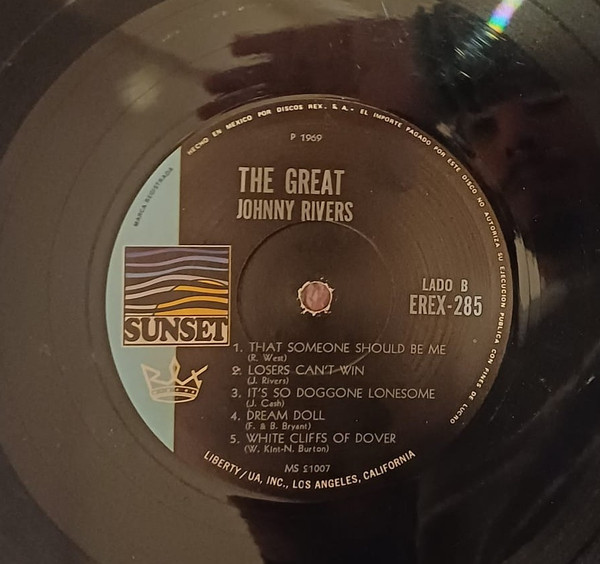 HECHO EN MEXICO POR DISCOS REX, S. A. - EL IMPORTE PAGADO POR ESTE DISCO NO AUTORIZA SU EJECUCION PUBLICA CON FINES DE LUCRO
P 1969
MARCA REGISTRADA
THE GREAT
JOHNNY RIVERS
LADO B
EREX-285
SUNSET
REX
1. THAT SOMEONE SHOULD BE ME
(R. West)
2. LOSERS CAN'T WIN
(J. Rivers)
3. IT'S SO DOGGONE LONESOME
(J. Cash)
4. DREAM DOLL
(F. & B. Bryant)
5. WHITE CLIFFS OF DOVER
(W. Kint-N. Burton)
MS 51007
LIBERTY/UA, INC., LOS ANGELES, CALIFORNIA